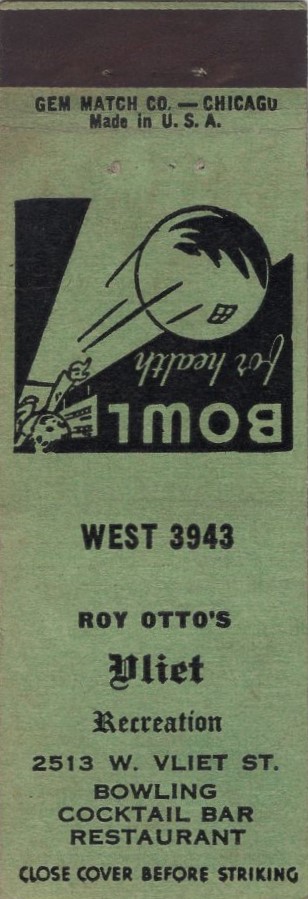 GEM MATCH CO. — CHICAGO
Made in U. S. A.
BOWL
for health
WEST 3943
ROY OTTO'S
Vliet
Recreation
2513 W. VLIET ST.
BOWLING
COCKTAIL BAR
RESTAURANT
CLOSE COVER BEFORE STRIKING